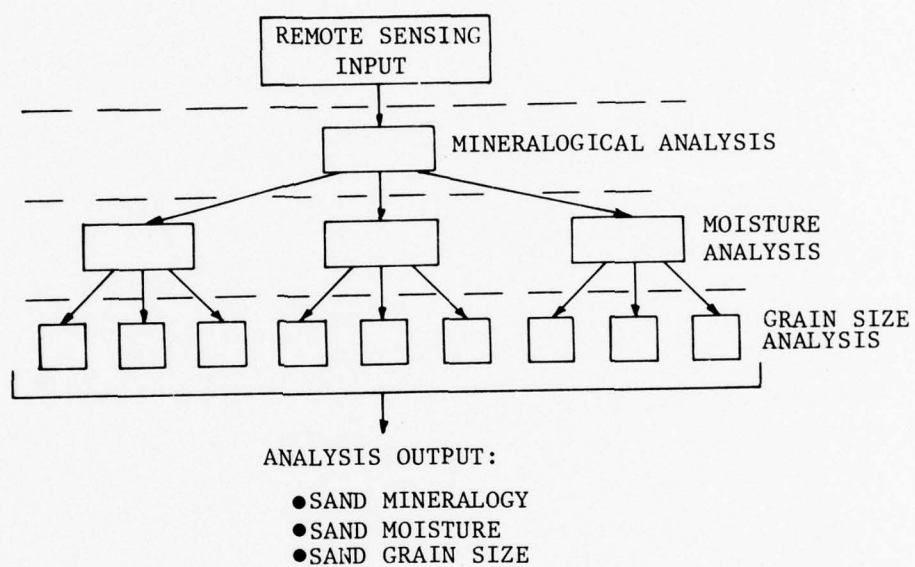 REMOTE SENSING
INPUT
MINERALOGICAL ANALYSIS
MOISTURE
ANALYSIS
GRAIN SIZE
ANALYSIS
ANALYSIS OUTPUT:
●SAND MINERALOGY
●SAND MOISTURE
●SAND GRAIN SIZE